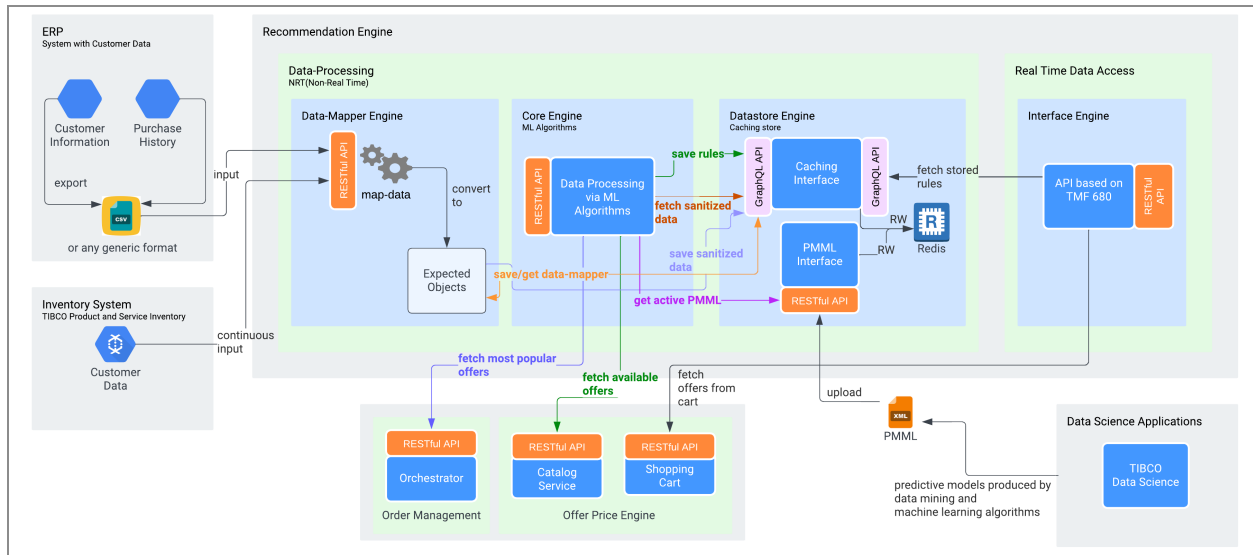 ERP
System with Customer Data
Customer
Information
Purchase
History
export
input
CSV
or any generic format
Inventory System
TIBCO Product and Service Inventory
Customer
Data
continuous
input
Recommendation Engine
Data-Processing
NRT(Non-Real Time)
Data-Mapper Engine
RESTful API
map-data
convert
to
Expected
Objects
Core Engine
ML Algorithms
RESTful API
Data Processing
via ML
Algorithms
save rules
fetch sanitized
data
save sanitized
data
save/get data-mapper
get active PMML
Datastore Engine
Caching store
GraphQL API
Caching
Interface
GraphQL API
PMML
Interface
RESTful API
RW
RW
R
Redis
Real Time Data Access
Interface Engine
fetch stored
rules
API based on
TMF 680
RESTful
API
fetch most popular
offers
fetch available
offers
fetch
offers from
cart
upload
RESTful API
Orchestrator
Order Management
RESTful API
Catalog
Service
RESTful API
Shopping
Cart
Offer Price Engine
XML
PMML
predictive models produced by
data mining and
machine learning algorithms
Data Science Applications
TIBCO
Data Science